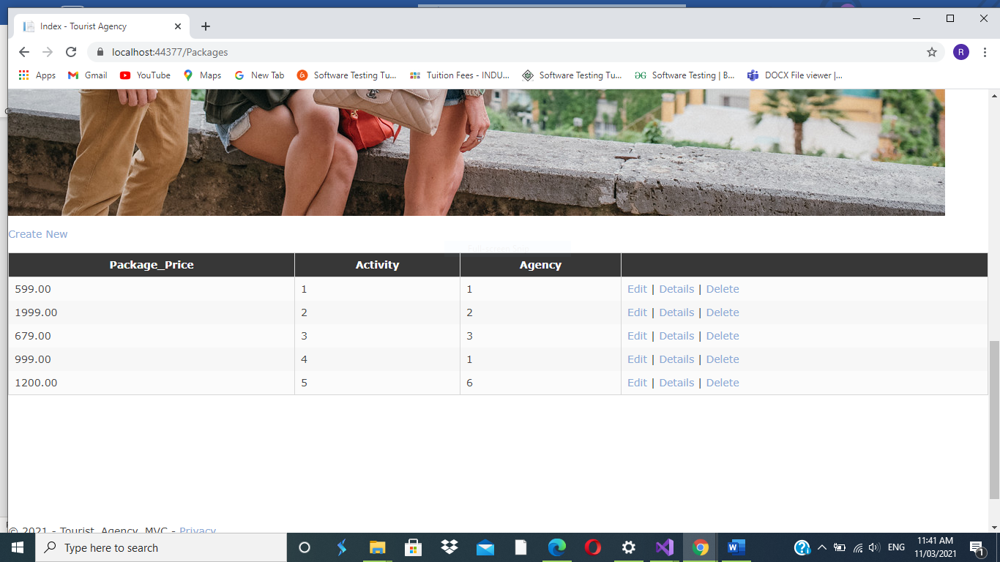 Index - Tourist Agency
localhost:44377/Packages
R
Apps Gmail YouTube Maps New Tab Software Testing Tu... Tuition Fees - INDU... Software Testing Tu... Software Testing | B... DOCX File viewer |...
Create New
Package_Price Activity Agency
599.00 1 1 Edit | Details | Delete
1999.00 2 2 Edit | Details | Delete
679.00 3 3 Edit | Details | Delete
999.00 4 1 Edit | Details | Delete
1200.00 5 6 Edit | Details | Delete
© 2021 - Tourist_Agency_MVC - Privacy
Type here to search
ENG
11:41 AM
11/03/2021
1